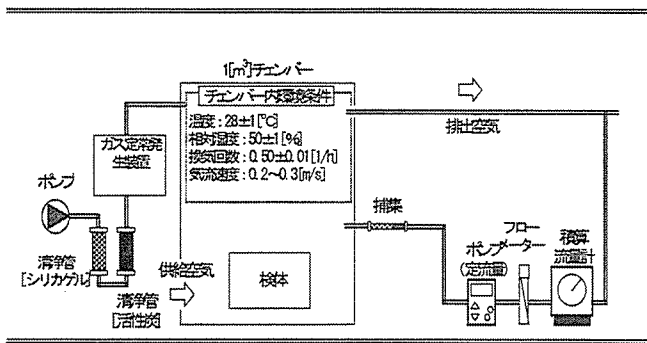 1[m³]チェンバー
チェンバー内環境条件
温度：28±1[℃]
相対湿度：50±1[%]
換気回数：0.50±0.01[1/h]
気流速度：0.2～0.3[m/s]
ガス定常発
生装置
ポンプ
清浄管
[シリカゲル]
清浄管
[活性炭]
供給空気
検体
排出空気
捕集
ポンプ
(定流量)
フロー
メーター
積算
流量計